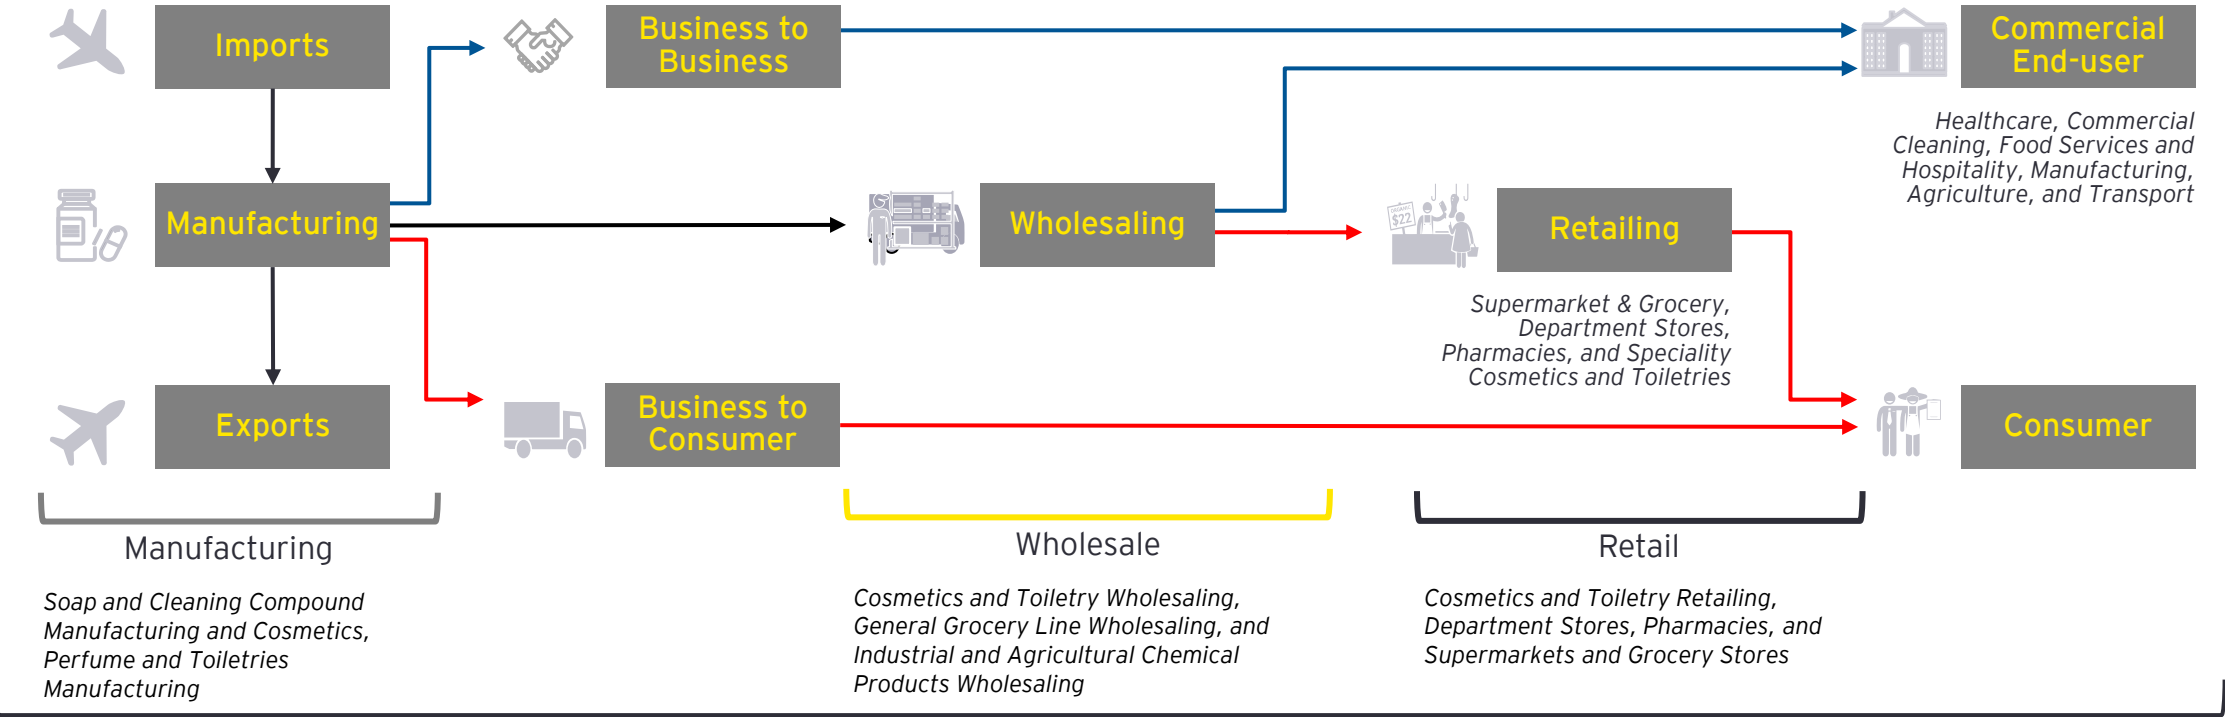 Imports
Business to
Business
Commercial
End-user
Healthcare, Commercial
Cleaning, Food Services and
Hospitality, Manufacturing,
Agriculture, and Transport
Manufacturing
Wholesaling
ORGANIC
$22
Retailing
Supermarket & Grocery,
Department Stores,
Pharmacies, and Speciality
Cosmetics and Toiletries
Exports
Business to
Consumer
Consumer
Manufacturing
Soap and Cleaning Compound
Manufacturing and Cosmetics,
Perfume and Toiletries
Manufacturing
Wholesale
Cosmetics and Toiletry Wholesaling,
General Grocery Line Wholesaling, and
Industrial and Agricultural Chemical
Products Wholesaling
Retail
Cosmetics and Toiletry Retailing,
Department Stores, Pharmacies, and
Supermarkets and Grocery Stores